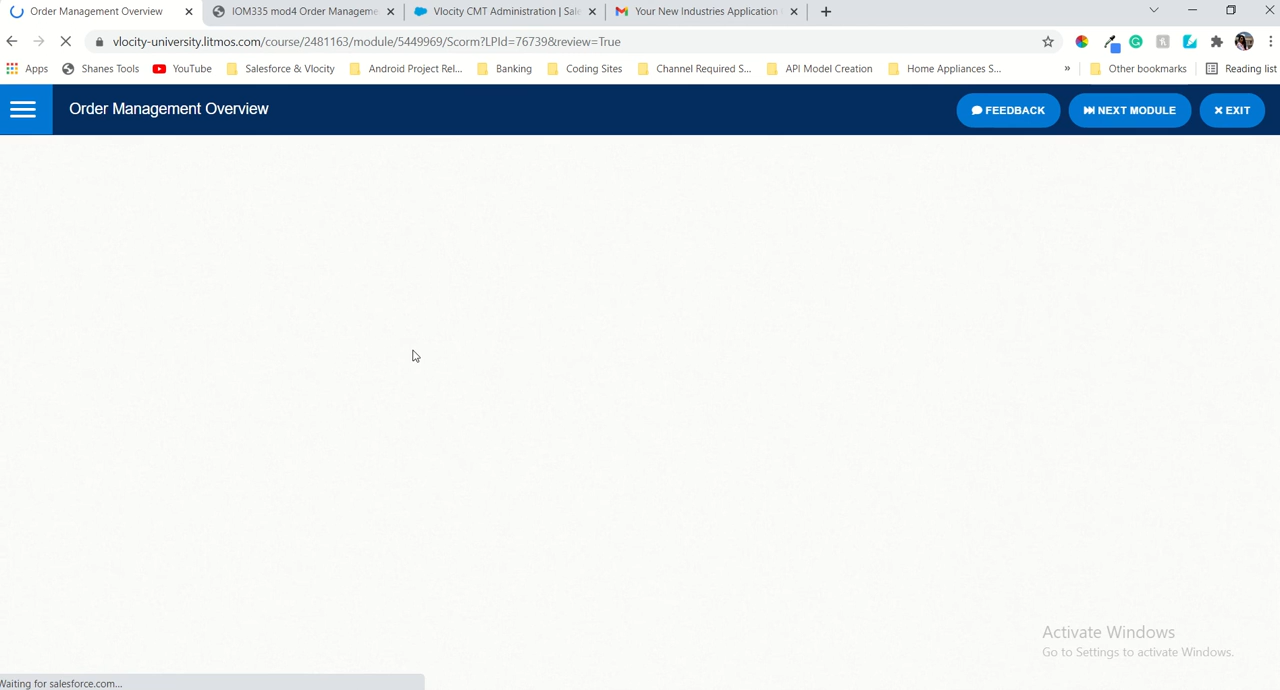 Order Management Overview
IOM335 mod4 Order Manageme
Vlocity CMT Administration | Sale
Your New Industries Application
vlocity-university.litmos.com/course/2481163/module/5449969/Scorm?LPId=76739&review=True
Apps
Shanes Tools
YouTube
Salesforce & Vlocity
Android Project Rel...
Banking
Coding Sites
Channel Required S...
API Model Creation
Home Appliances S...
»
Other bookmarks
Reading list
Order Management Overview
FEEDBACK
NEXT MODULE
EXIT
Activate Windows
Go to Settings to activate Windows.
Waiting for salesforce.com...